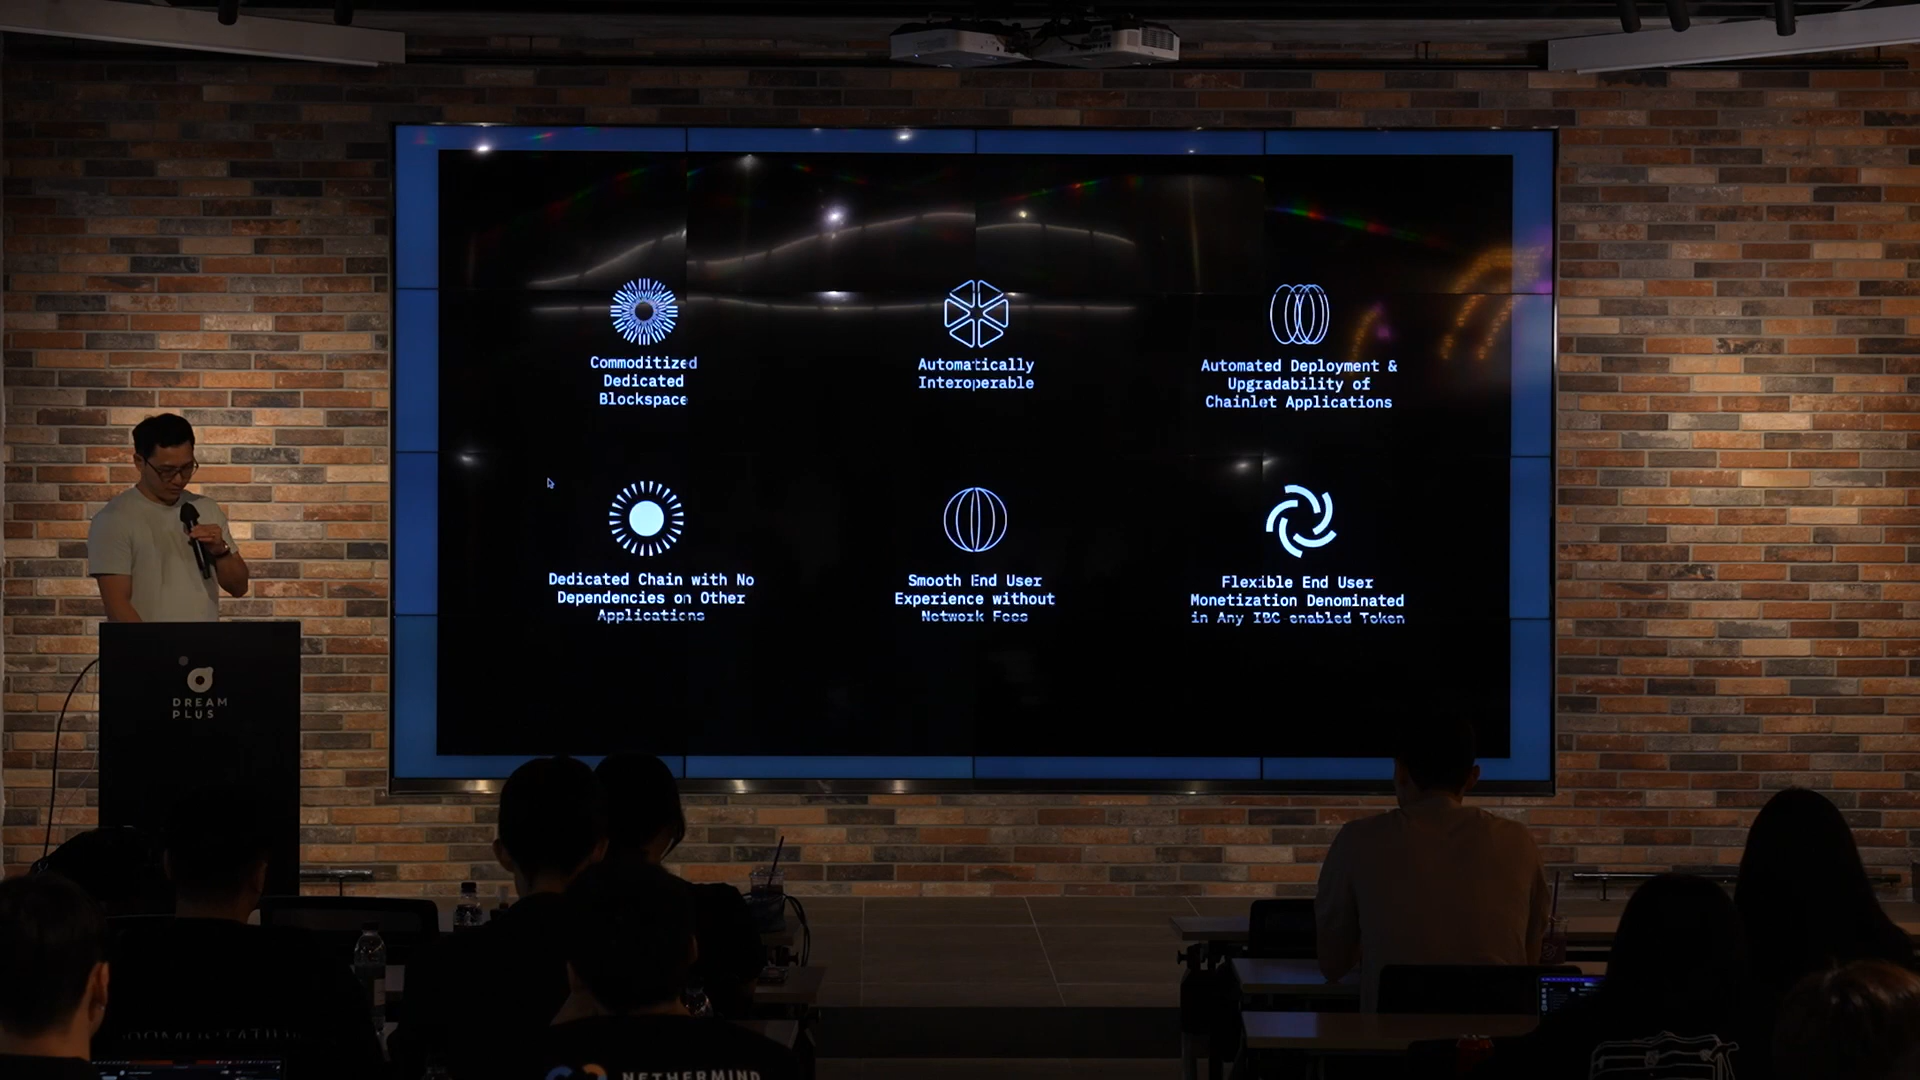 Commoditized
Dedicated
Blockspace
Automatically
Interoperable
Automated Deployment &
Upgradability of
Chainlet Applications
Dedicated Chain with No
Dependencies on Other
Applications
Smooth End User
Experience without
Network Fees
Flexible End User
Monetization Denominated
in Any IBC enabled Token
DREAM
PLUS
NETHERMIND